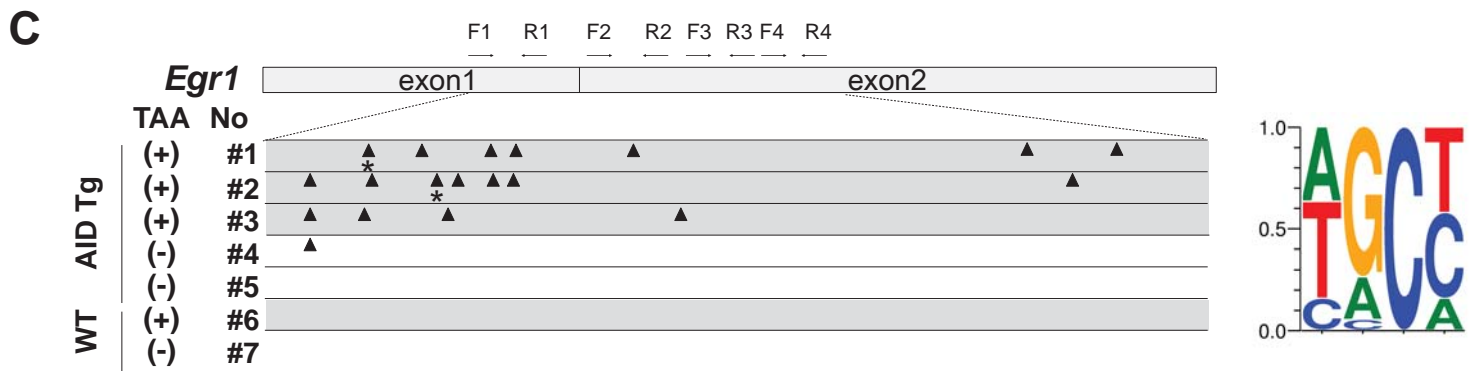 C
F1 R1 F2 R2 F3 R3 F4 R4
Egr1 exon1 exon2
TAA No
AID Tg
(+) #1
*
(+) #2
*
(+) #3
(-) #4
(-) #5
WT
(+) #6
(-) #7
1.0
0.5
0.0
A G C T
T A C
C C A